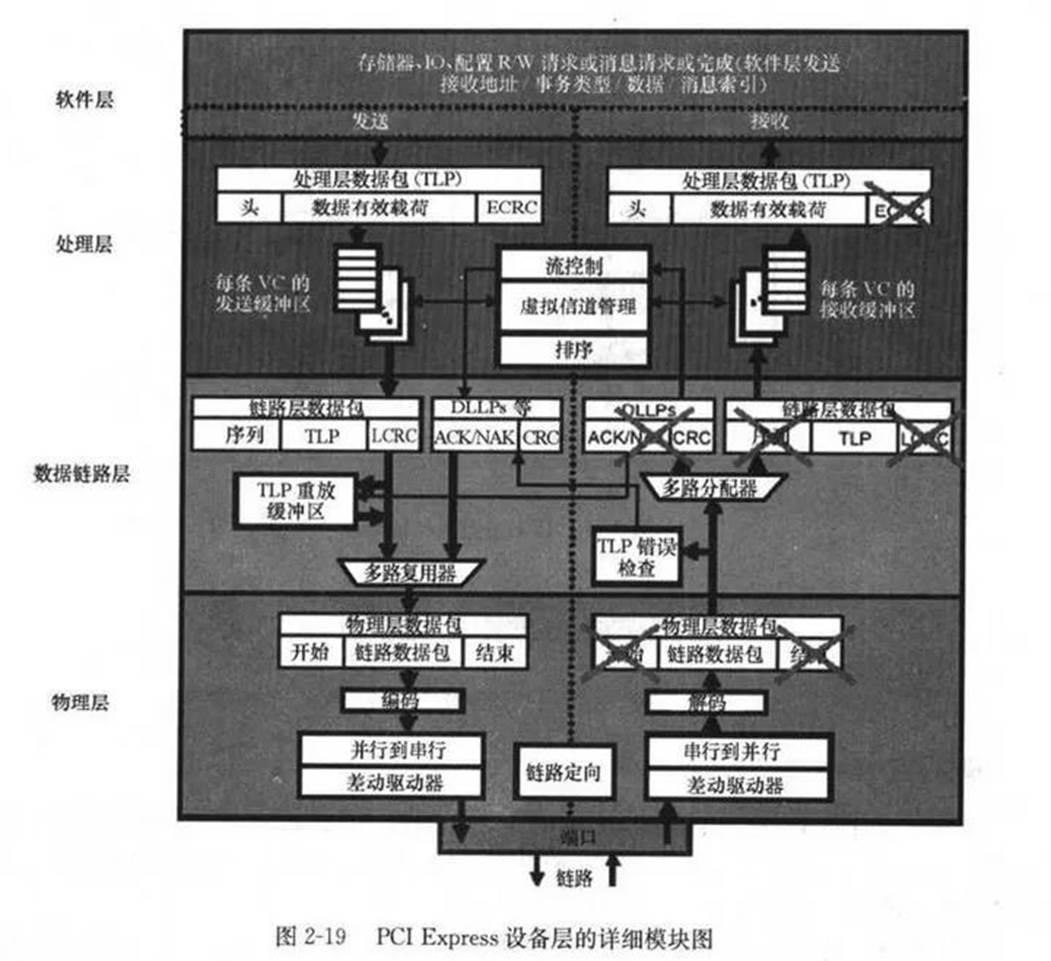 存储器、IO、配置 R/W 请求或消息请求或完成(软件层发送/
接收地址/事务类型/数据/消息索引)
软件层
发送
接收
处理层数据包(TLP)
头
数据有效载荷
ECRC
处理层数据包(TLP)
头
数据有效载荷
ECRC
处理层
每条 VC 的
发送缓冲区
流控制
虚拟信道管理
排序
每条 VC 的
接收缓冲区
链路层数据包
序列
TLP
LCRC
DLLPs 等
ACK/NAK
CRC
DLLPs
ACK/NAK
CRC
链路层数据包
序列
TLP
LCRC
数据链路层
TLP 重放
缓冲区
多路分配器
TLP 错误
检查
多路复用器
物理层数据包
开始
链路数据包
结束
物理层数据包
开始
链路数据包
结束
物理层
编码
解码
并行到串行
差动驱动器
链路定向
串行到并行
差动驱动器
端口
链路
图 2-19 PCI Express 设备层的详细模块图